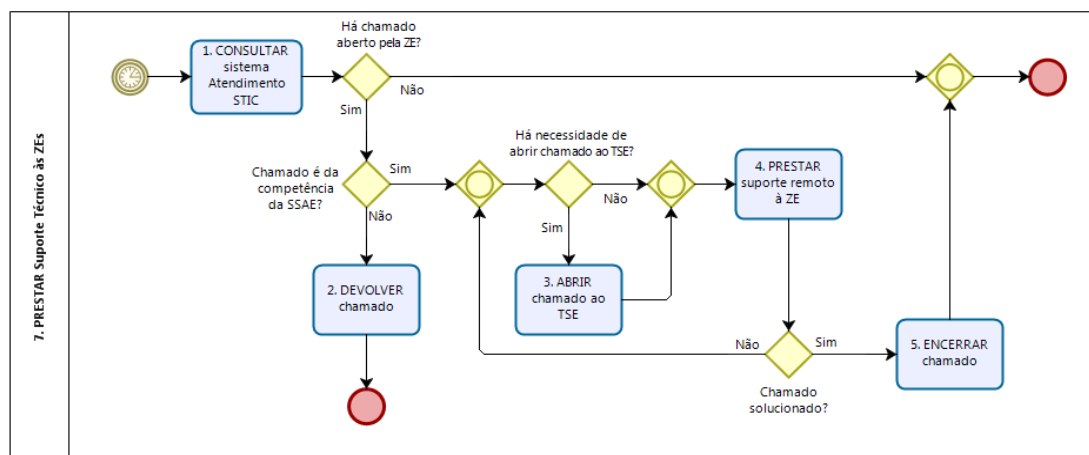 7. PRESTAR Suporte Técnico às ZEs
1. CONSULTAR
sistema
Atendimento
STIC
Há chamado
aberto pela ZE?
Não
Sim
Chamado é da
competência
da SSAE?
Sim
Não
2. DEVOLVER
chamado
Há necessidade de
abrir chamado ao TSE?
Não
Sim
3. ABRIR
chamado ao
TSE
4. PRESTAR
suporte remoto
à ZE
Não
Sim
Chamado
solucionado?
5. ENCERRAR
chamado